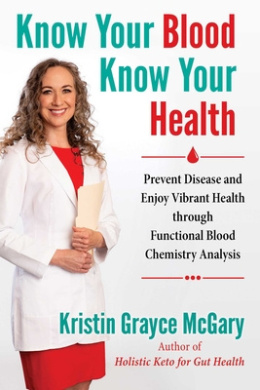 Know Your Blood
Know Your
Health
Prevent Disease and
Enjoy Vibrant Health
through
Functional Blood
Chemistry Analysis
Kristin Grayce McGary
Author of
Holistic Keto for Gut Health